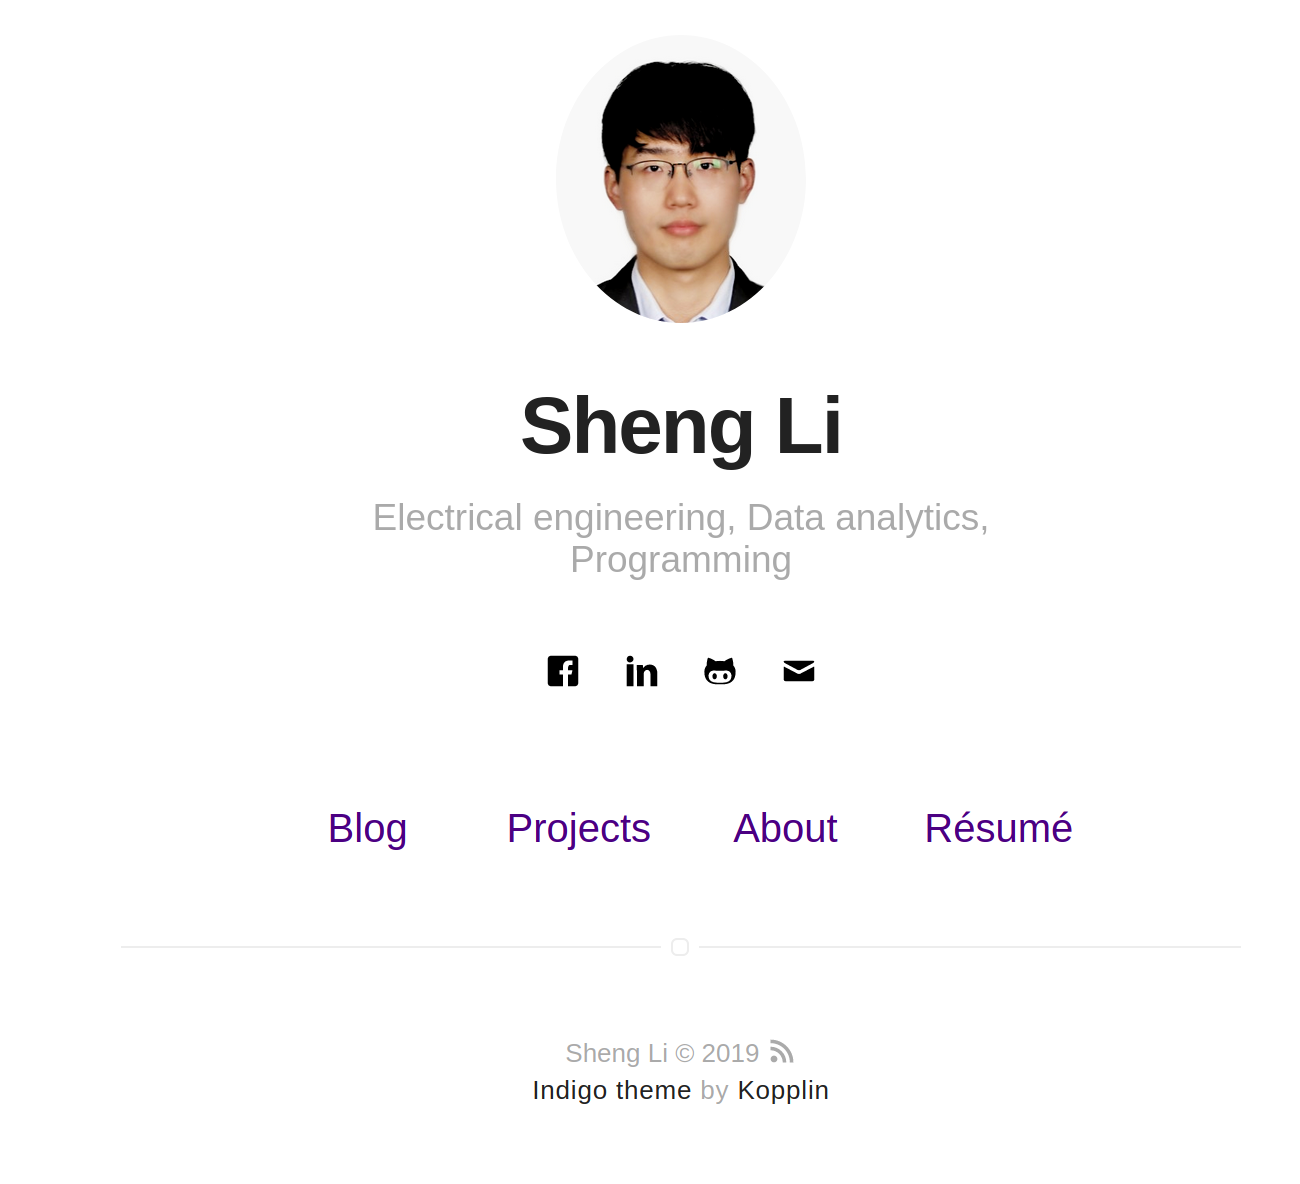 Sheng Li
Electrical engineering, Data analytics,
Programming
Blog Projects About Résumé
Sheng Li © 2019
Indigo theme by Kopplin